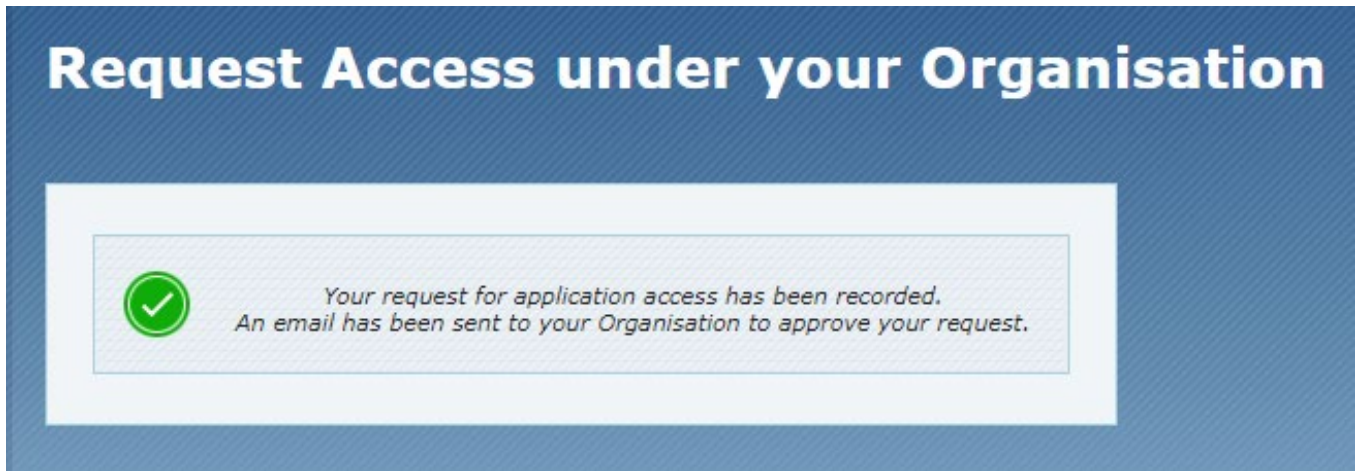 Request Access under your Organisation
Your request for application access has been recorded.
An email has been sent to your Organisation to approve your request.